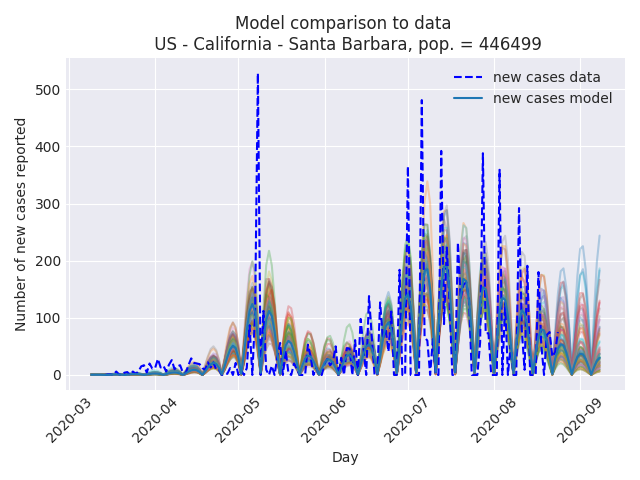 Model comparison to data
US - California - Santa Barbara, pop. = 446499
new cases data
new cases model
Number of new cases reported
500
400
300
200
100
0
2020-03
2020-04
2020-05
2020-06
2020-07
2020-08
2020-09
Day